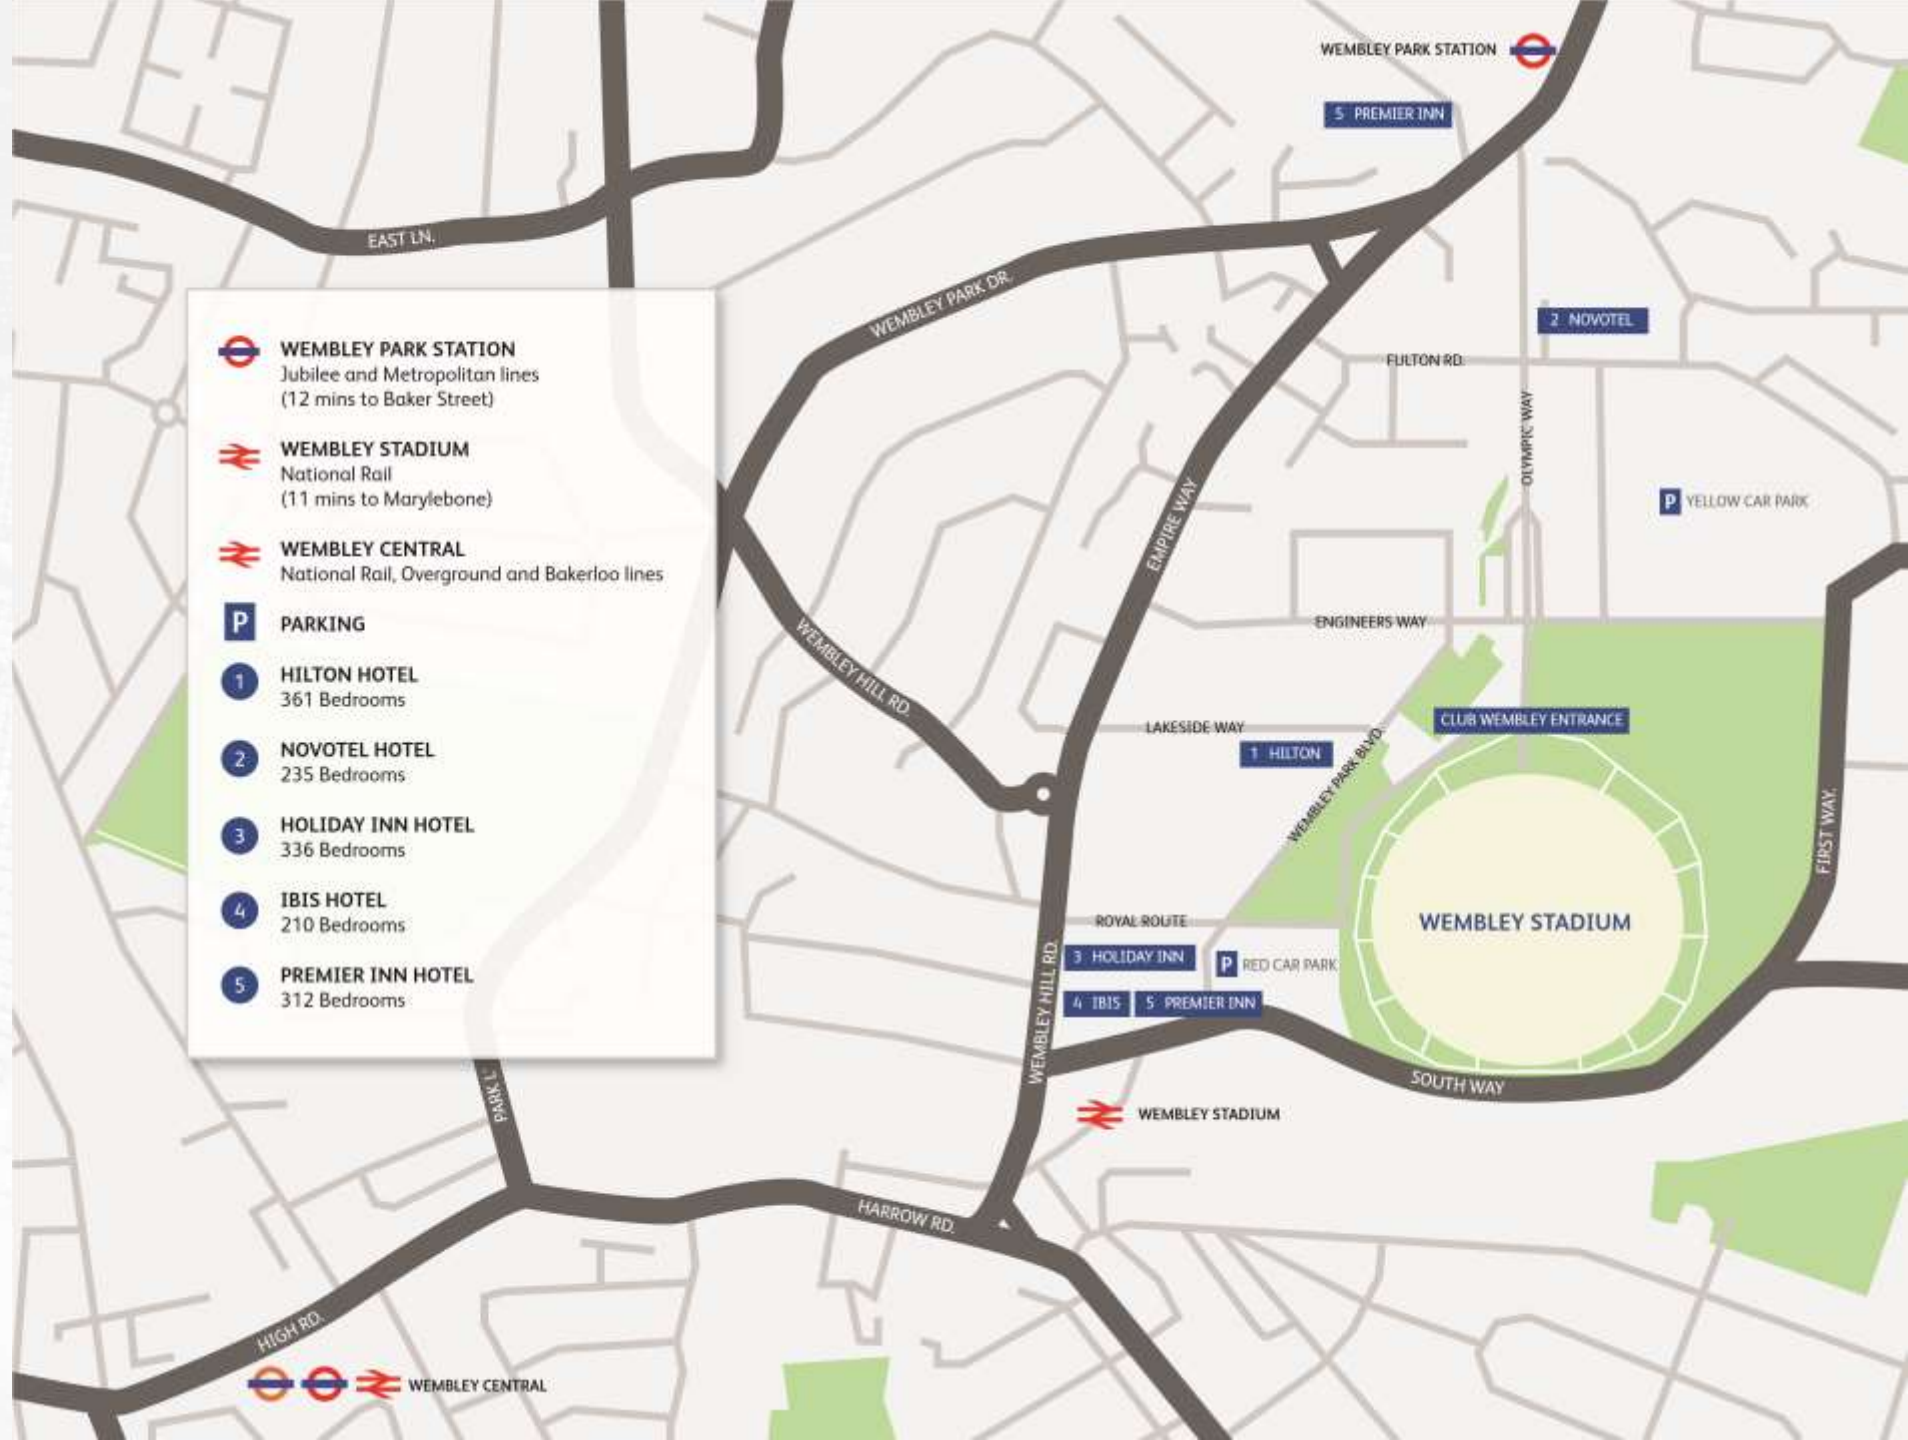 WEMBLEY PARK STATION
5 PREMIER INN
EAST LN.
WEMBLEY PARK DR.
2 NOVOTEL
FULTON RD.
OLYMPIC WAY
P YELLOW CAR PARK
EMPIRE WAY
ENGINEERS WAY
WEMBLEY HILL RD.
LAKESIDE WAY
CLUB WEMBLEY ENTRANCE
1 HILTON
WEMBLEY PARK BLVD.
FIRST WAY.
WEMBLEY STADIUM
ROYAL ROUTE
3 HOLIDAY INN
P RED CAR PARK
4 IBIS
5 PREMIER INN
WEMBLEY HILL RD.
SOUTH WAY
WEMBLEY STADIUM
HARROW RD.
HIGH RD.
WEMBLEY CENTRAL
WEMBLEY PARK STATION
Jubilee and Metropolitan lines
(12 mins to Baker Street)
WEMBLEY STADIUM
National Rail
(11 mins to Marylebone)
WEMBLEY CENTRAL
National Rail, Overground and Bakerloo lines
P PARKING
1 HILTON HOTEL
361 Bedrooms
2 NOVOTEL HOTEL
235 Bedrooms
3 HOLIDAY INN HOTEL
336 Bedrooms
4 IBIS HOTEL
210 Bedrooms
5 PREMIER INN HOTEL
312 Bedrooms
PARK L